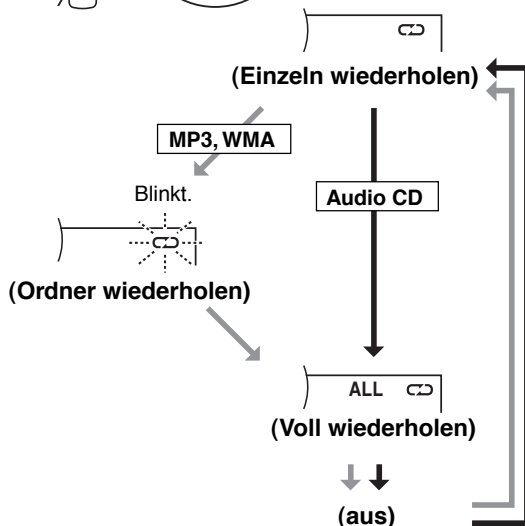 (Einzeln wiederholen)
MP3, WMA
Blinkt.
Audio CD
(Ordner wiederholen)
ALL
(Voll wiederholen)
(aus)